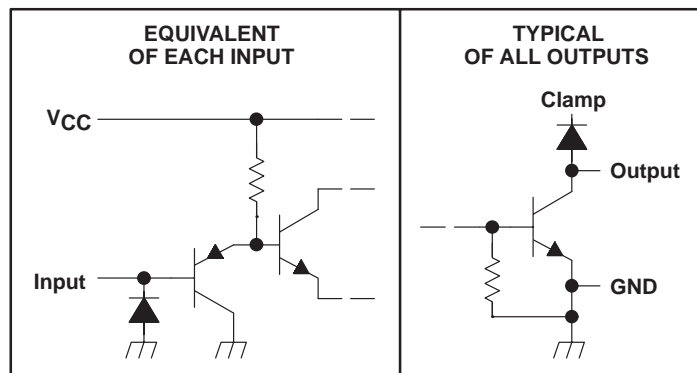 EQUIVALENT
OF EACH INPUT
VCC
Input
TYPICAL
OF ALL OUTPUTS
Clamp
Output
GND